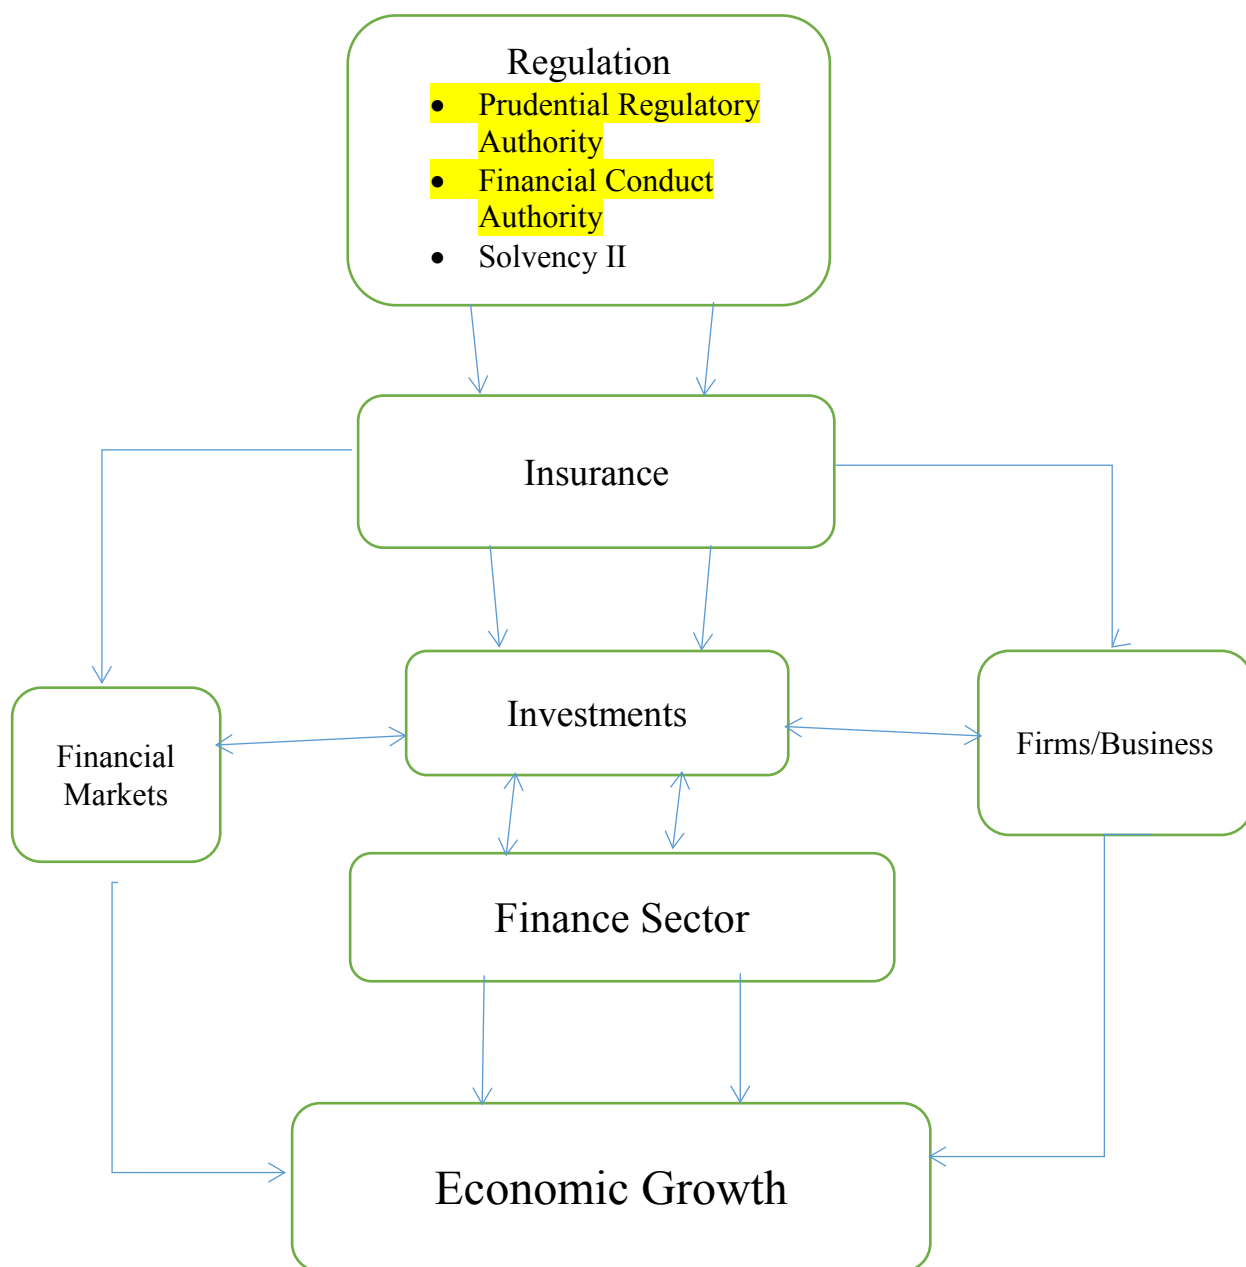 Regulation
• Prudential Regulatory
Authority
• Financial Conduct
Authority
• Solvency II
Insurance
Investments
Financial
Markets
Firms/Business
Finance Sector
Economic Growth